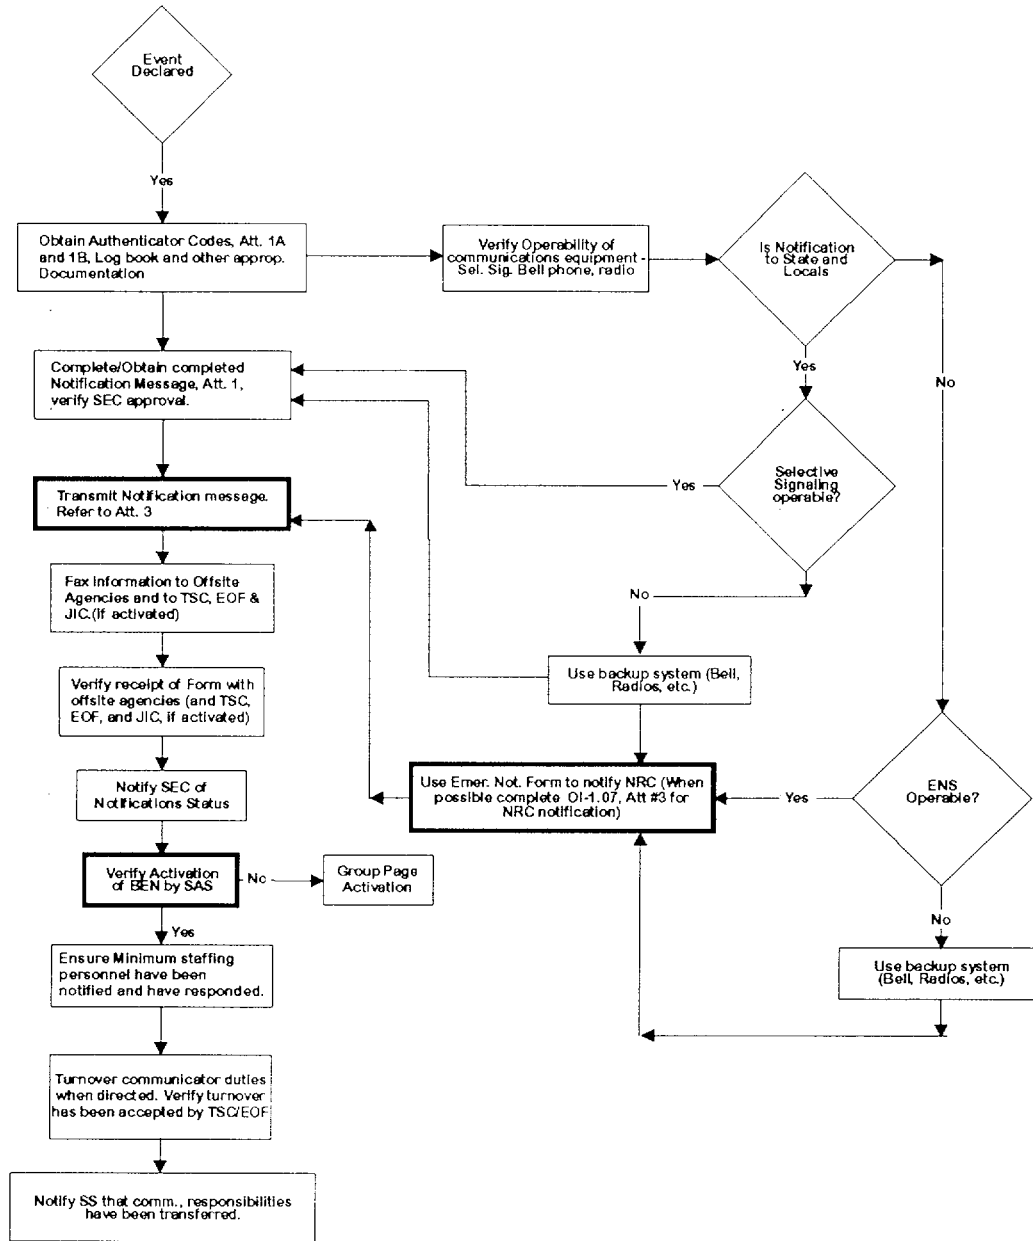 Event
Declared
Yes
Obtain Authenticator Codes, Att. 1A
and 1B, Log book and other approp.
Documentation
Verify Operability of
communications equipment -
Sel. Sig. Bell phone, radio
Is Notification
to State and
Locals
Yes
No
Complete/Obtain completed
Notification Message, Att. 1,
verify SEC approval.
Selective
Signaling
operable?
Yes
No
Transmit Notification message.
Refer to Att. 3
Fax information to Offsite
Agencies and to TSC, EOF &
JIC.(if activated)
Use backup system (Bell,
Radios, etc.)
Verify receipt of Form with
offsite agencies (and TSC,
EOF, and JIC, if activated)
Use Emer. Not. Form to notify NRC (When
possible complete OI-1.07, Att #3 for
NRC notification)
Yes
ENS
Operable?
No
Use backup system
(Bell, Radios, etc.)
Notify SEC of
Notifications Status
Verify Activation
of BEN by SAS
No
Group Page
Activation
Yes
Ensure Minimum staffing
personnel have been
notified and have responded.
Turnover communicator duties
when directed. Verify turnover
has been accepted by TSC/EOF
Notify SS that comm., responsibilities
have been transferred.